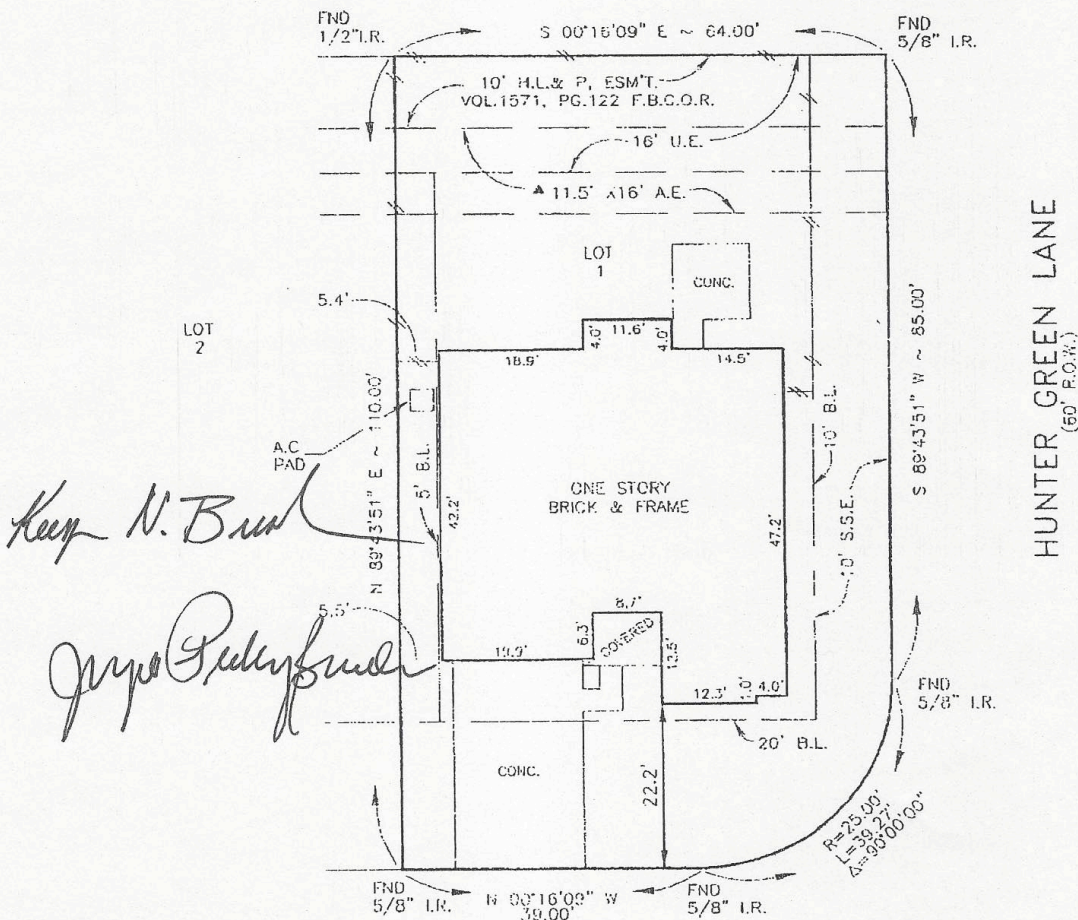 FND
1/2" I.R.
S 00°16'09" E ~ 64.00'
FND
5/8" I.R.
10' H.L.& P. ESM'T.
VOL.1571, PG.122 F.B.C.O.R.
16' U.E.
11.5' x16' A.E.
LOT
1
CONC.
LOT
2
5.4'
18.9'
4.0'
11.6'
4.0'
14.5'
HUNTER GREEN LANE
(60' R.O.W.)
S 89°43'51" W ~ 85.00'
N 89°43'51" E ~ 110.00'
A.C
PAD
5' B.L.
42.2'
ONE STORY
BRICK & FRAME
47.2'
10' B.L.
10' S.S.E.
5.5'
19.9'
6.3'
8.7'
COVERED
13.5'
12.3'
1.0'
4.0'
FND
5/8" I.R.
20' B.L.
CONC.
22.2'
R=25.00'
L=39.27'
Δ=90°00'00"
FND
5/8" I.R.
N 00°16'09" W
39.00'
FND
5/8" I.R.